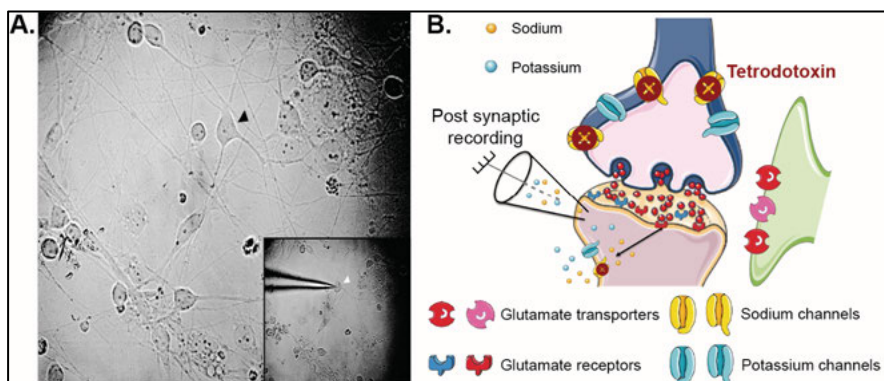 A.
B.
Sodium
Potassium
Tetrodotoxin
Post synaptic
recording
Glutamate transporters
Sodium channels
Glutamate receptors
Potassium channels